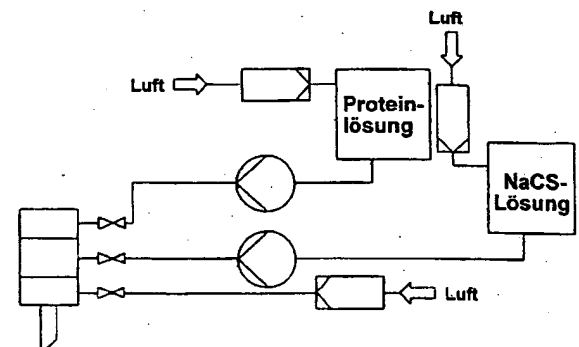 Luft
Luft
Protein-
lösung
NaCS-
Lösung
Luft